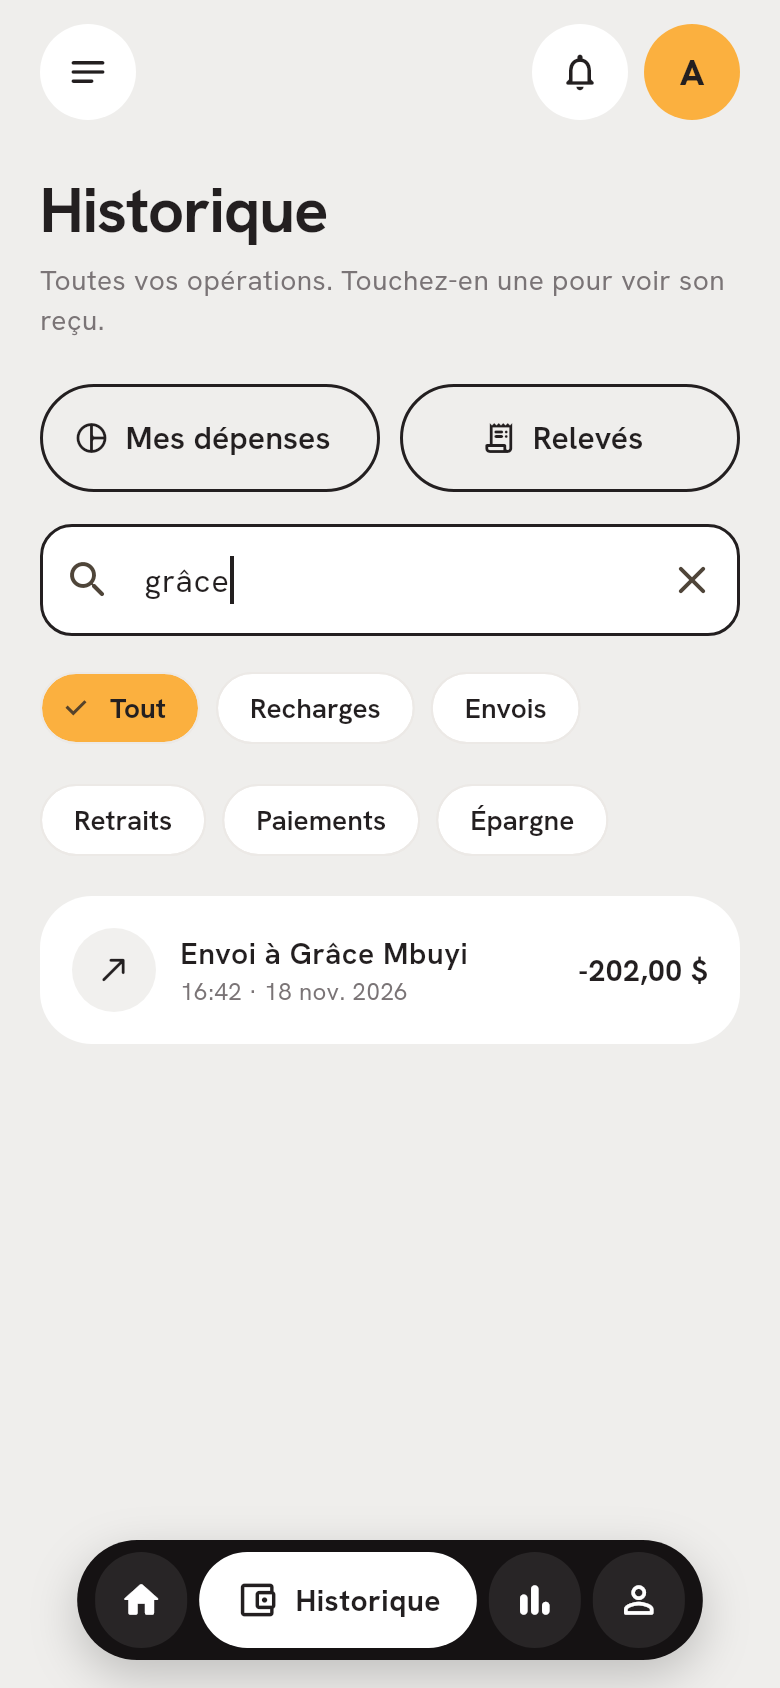 A
Historique
Toutes vos opérations. Touchez-en une pour voir son
reçu.
Mes dépenses
Relevés
grâce
Tout
Recharges
Envois
Retraits
Paiements
Épargne
Envoi à Grâce Mbuyi
-202,00 $
16:42 · 18 nov. 2026
Historique